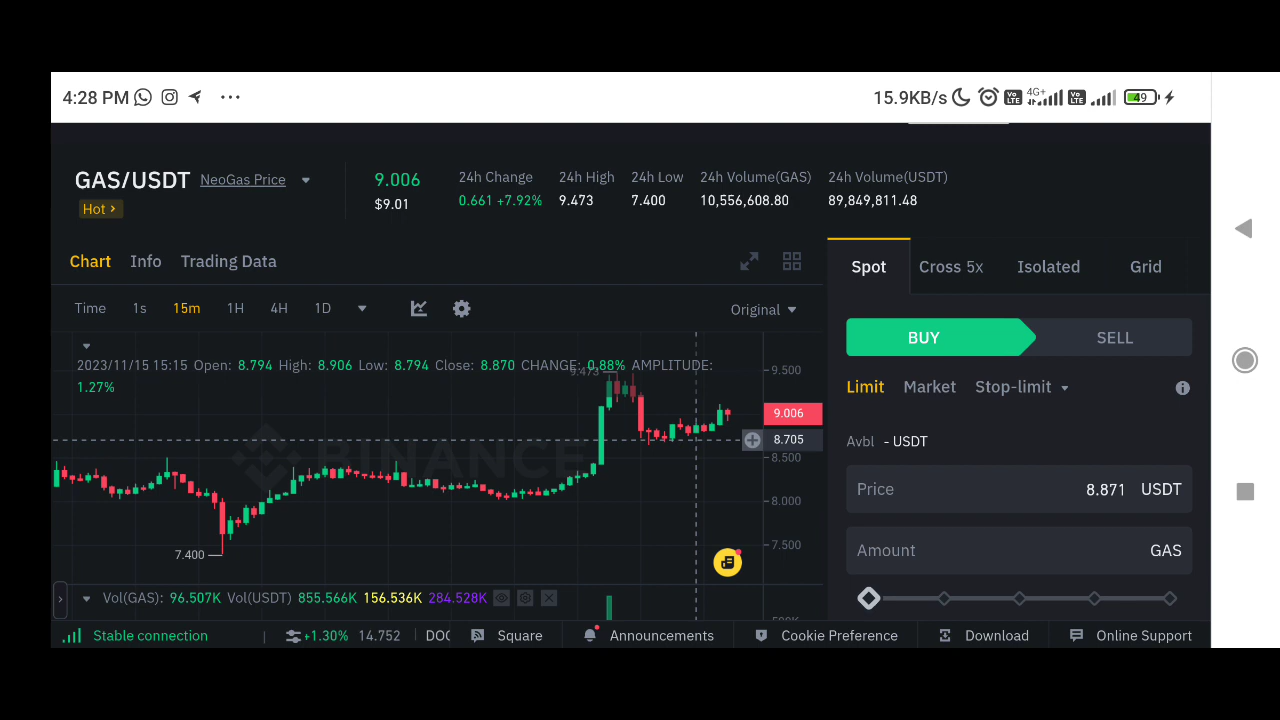 4:28 PM ... 15.9KB/s Vo LTE 4G+ Vo LTE 49
GAS/USDT NeoGas Price
Hot >
9.006
$9.01
24h Change
0.661 +7.92%
24h High
9.473
24h Low
7.400
24h Volume(GAS)
10,556,608.80
24h Volume(USDT)
89,849,811.48
Chart Info Trading Data
Time 1s 15m 1H 4H 1D Original
2023/11/15 15:15 Open: 8.794 High: 8.906 Low: 8.794 Close: 8.870 CHANGE: 0.88% AMPLITUDE:
1.27%
9.473
9.500
9.006
8.705
8.500
8.000
7.500
7.400
BINANCE
Vol(GAS): 96.507K Vol(USDT) 855.566K 156.536K 284.528K
Spot Cross 5x Isolated Grid
BUY SELL
Limit Market Stop-limit
Avbl - USDT
Price 8.871 USDT
Amount GAS
Stable connection +1.30% 14.752 Square Announcements Cookie Preference Download Online Support